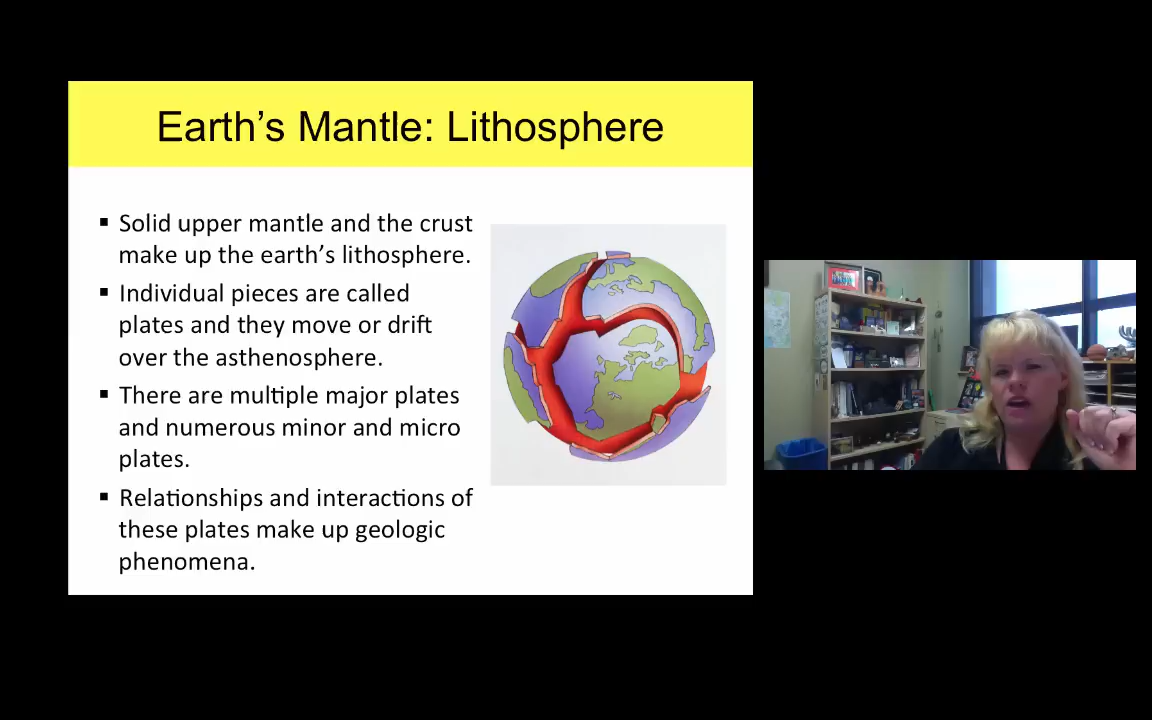 Earth’s Mantle: Lithosphere
▪ Solid upper mantle and the crust
make up the earth’s lithosphere.
▪ Individual pieces are called
plates and they move or drift
over the asthenosphere.
▪ There are multiple major plates
and numerous minor and micro
plates.
▪ Relationships and interactions of
these plates make up geologic
phenomena.